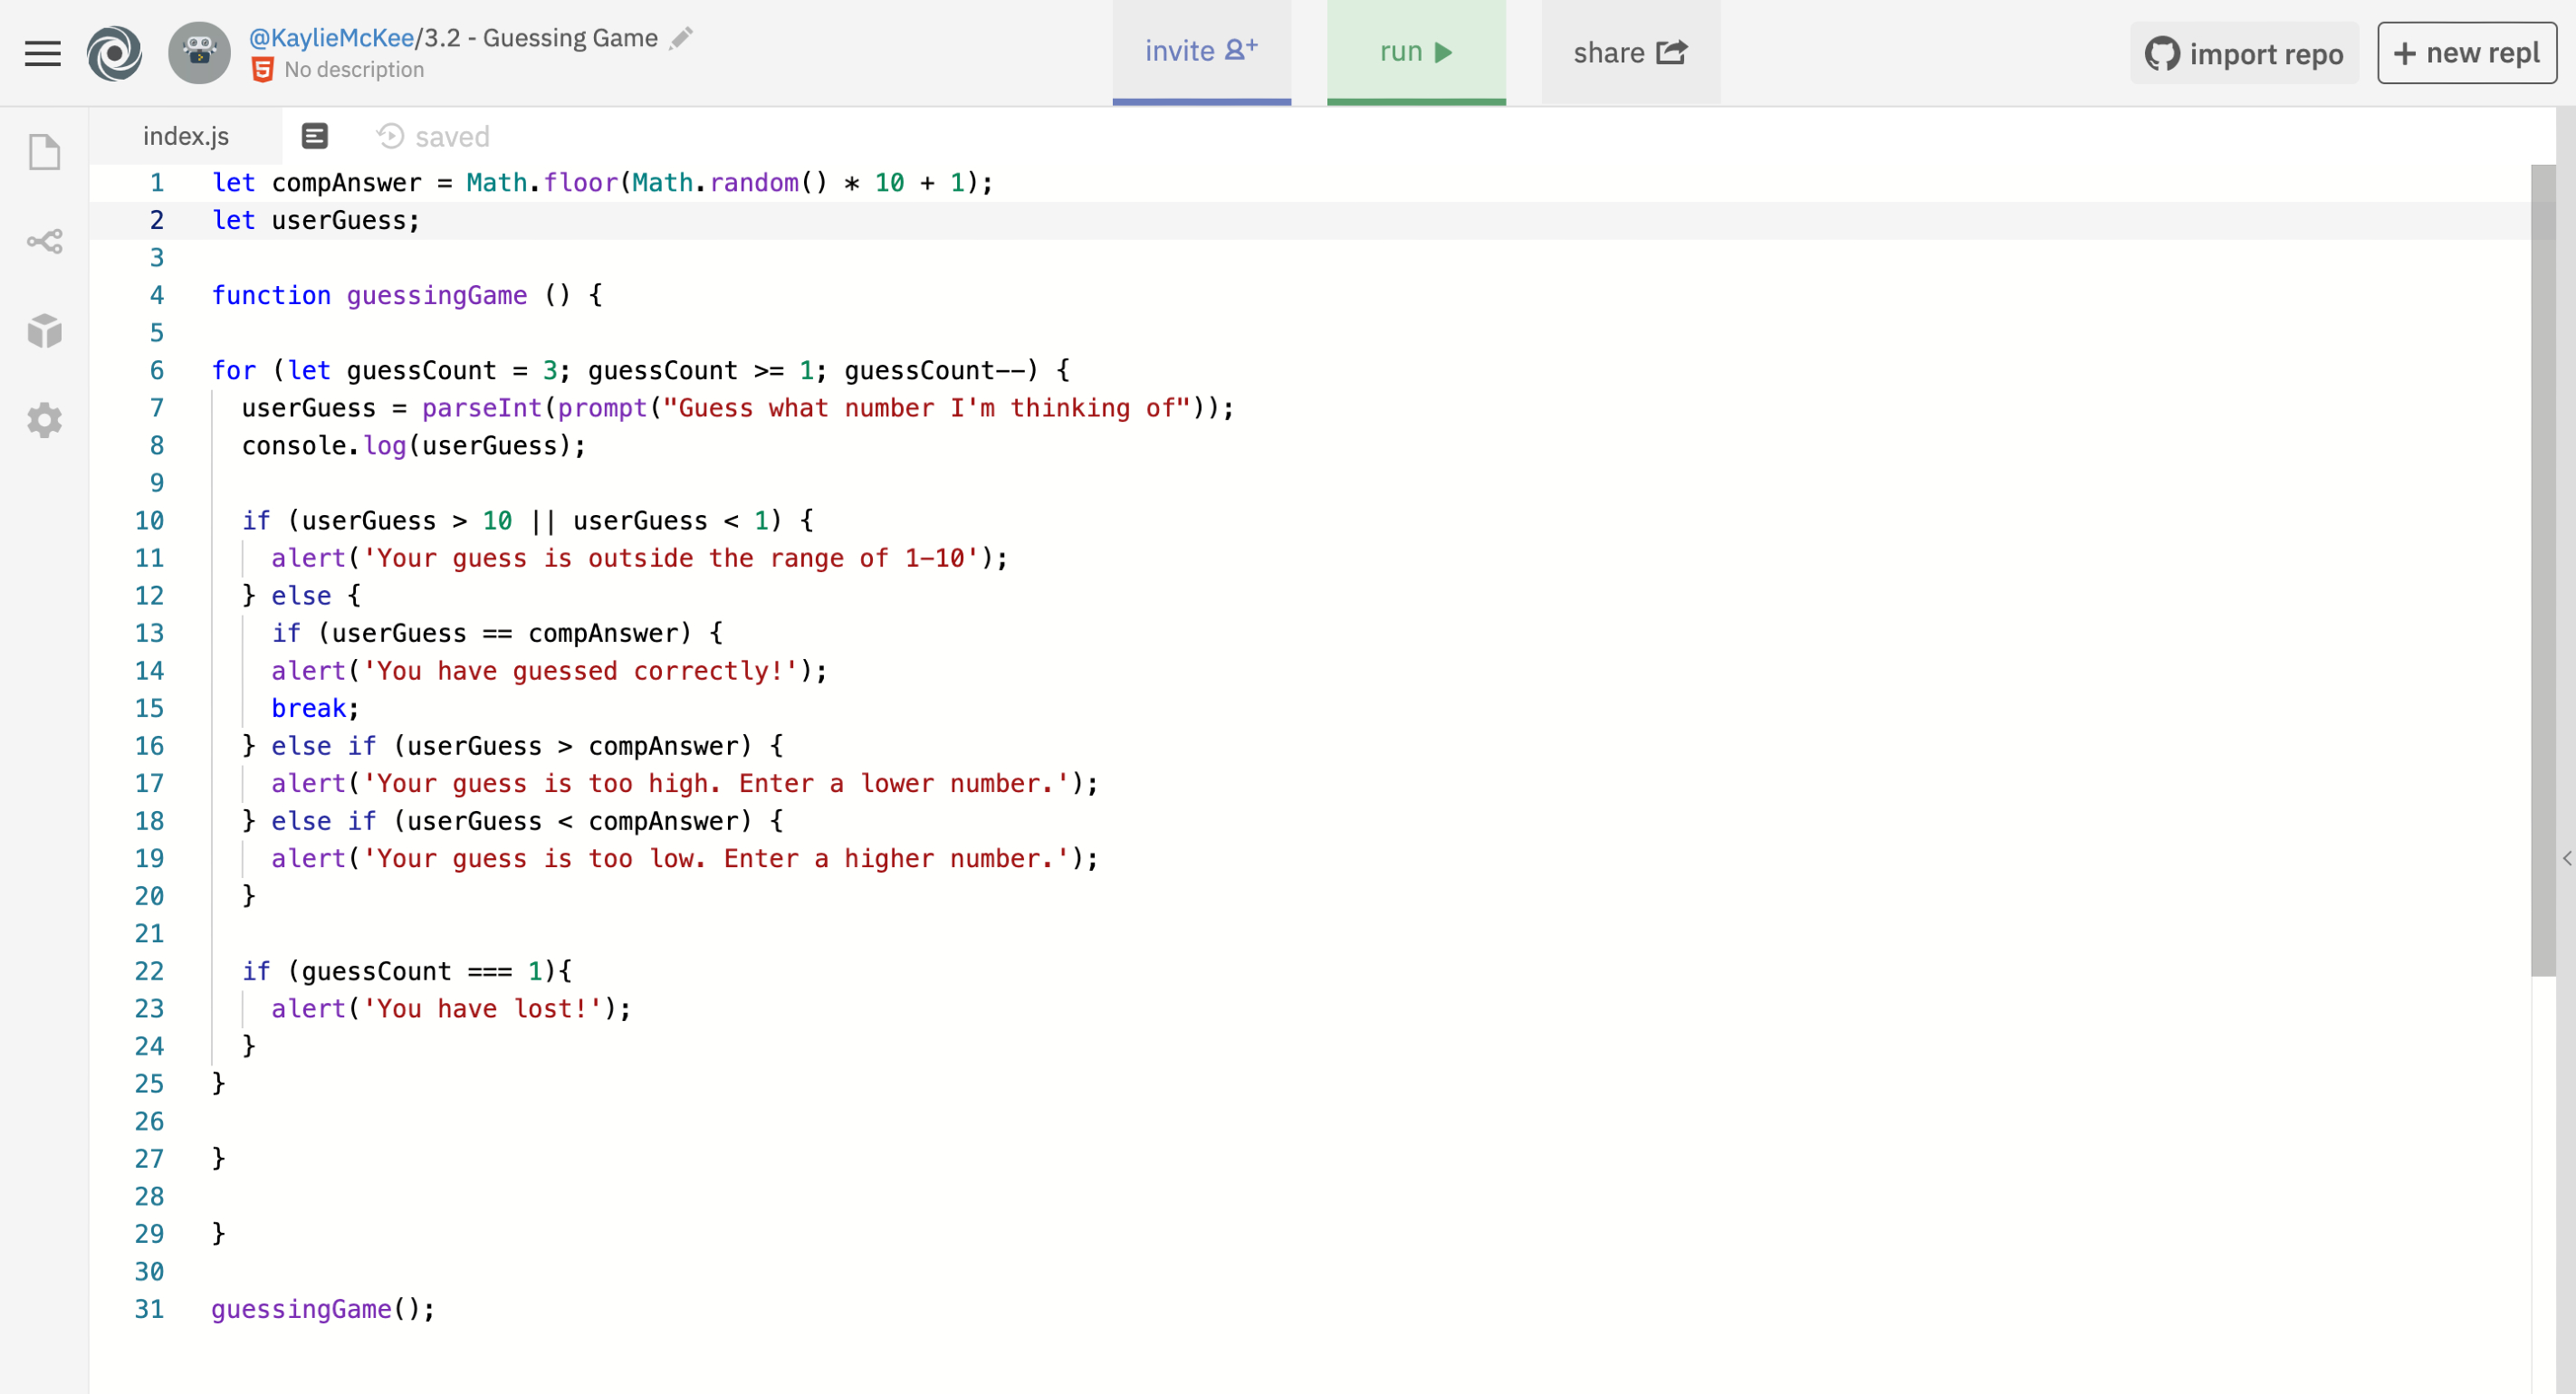 @KaylieMcKee/3.2 - Guessing Game
No description
invite
run
share
import repo
+ new repl
index.js
saved
1 let compAnswer = Math.floor(Math.random() * 10 + 1);
2 let userGuess;
3
4 function guessingGame () {
5
6 for (let guessCount = 3; guessCount >= 1; guessCount--) {
7   userGuess = parseInt(prompt("Guess what number I'm thinking of"));
8   console.log(userGuess);
9
10   if (userGuess > 10 || userGuess < 1) {
11     alert('Your guess is outside the range of 1-10');
12   } else {
13     if (userGuess == compAnswer) {
14     alert('You have guessed correctly!');
15     break;
16   } else if (userGuess > compAnswer) {
17     alert('Your guess is too high. Enter a lower number.');
18   } else if (userGuess < compAnswer) {
19     alert('Your guess is too low. Enter a higher number.');
20   }
21
22   if (guessCount === 1){
23     alert('You have lost!');
24   }
25 }
26
27 }
28
29 }
30
31 guessingGame();